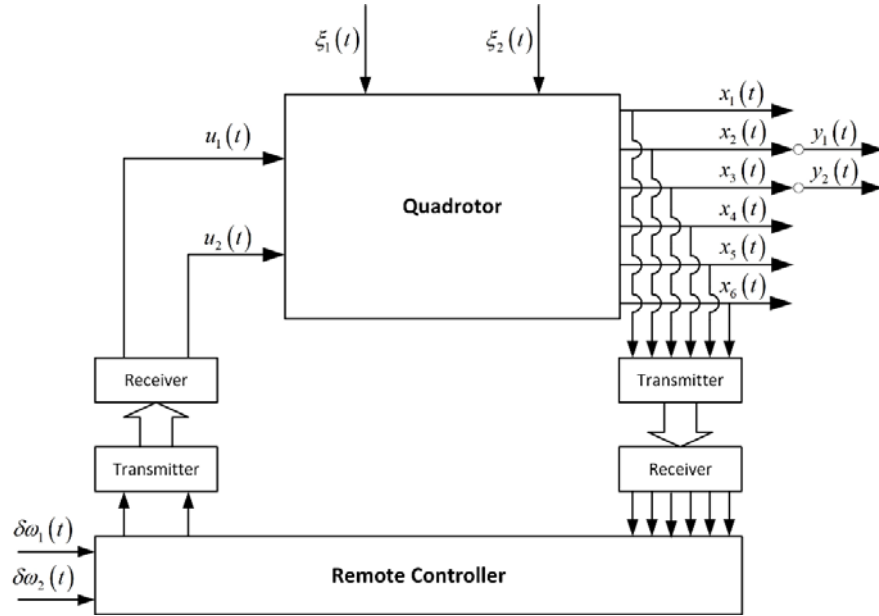 ξ₁(t)
ξ₂(t)
x₁(t)
u₁(t)
x₂(t)
y₁(t)
x₃(t)
y₂(t)
Quadrotor
x₄(t)
u₂(t)
x₅(t)
x₆(t)
Receiver
Transmitter
Transmitter
Receiver
δω₁(t)
Remote Controller
δω₂(t)